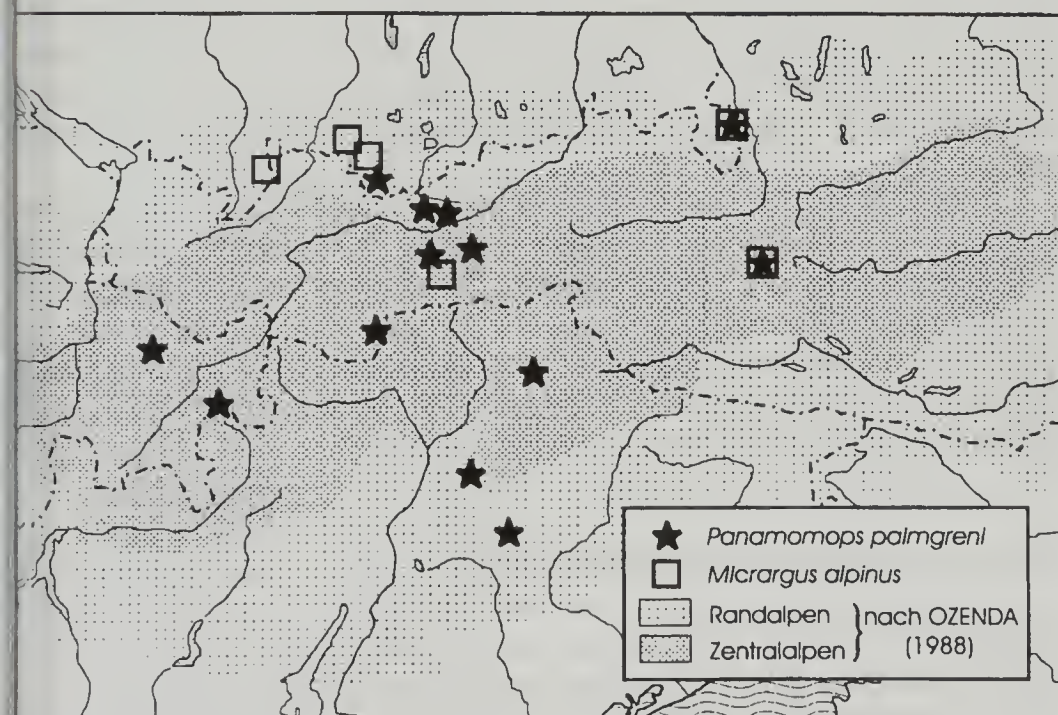 Panamomops palmgreni
Micrargus alpinus
Randalpen
Zentralalpen
nach OZENDA
(1988)